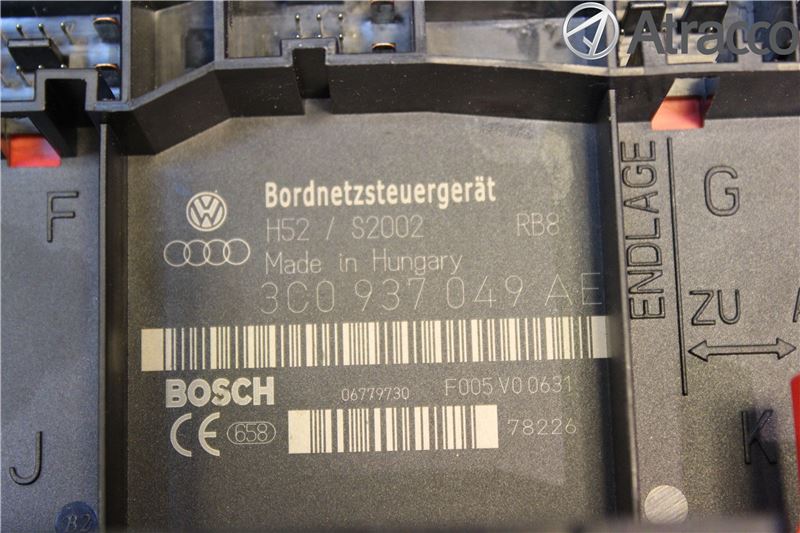 Atracco
F
Bordnetzsteuergerät
H52 / S2002 RB8
Made in Hungary
3C0 937 049 AE
BOSCH 06779730 F005 V0 0631
CE 658 78226
ENDLAGE
G
ZU
J
K
B2